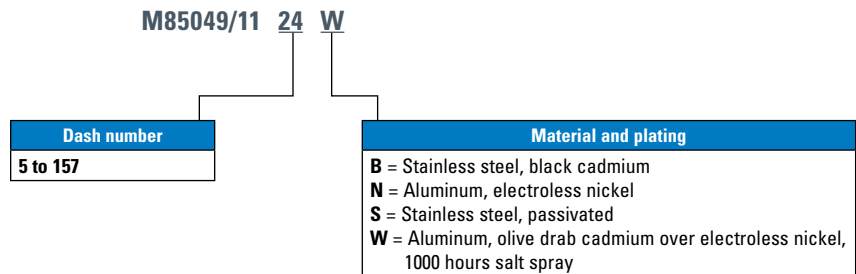 M85049/11 24 W
Dash number
5 to 157
Material and plating
B = Stainless steel, black cadmium
N = Aluminum, electroless nickel
S = Stainless steel, passivated
W = Aluminum, olive drab cadmium over electroless nickel,
1000 hours salt spray